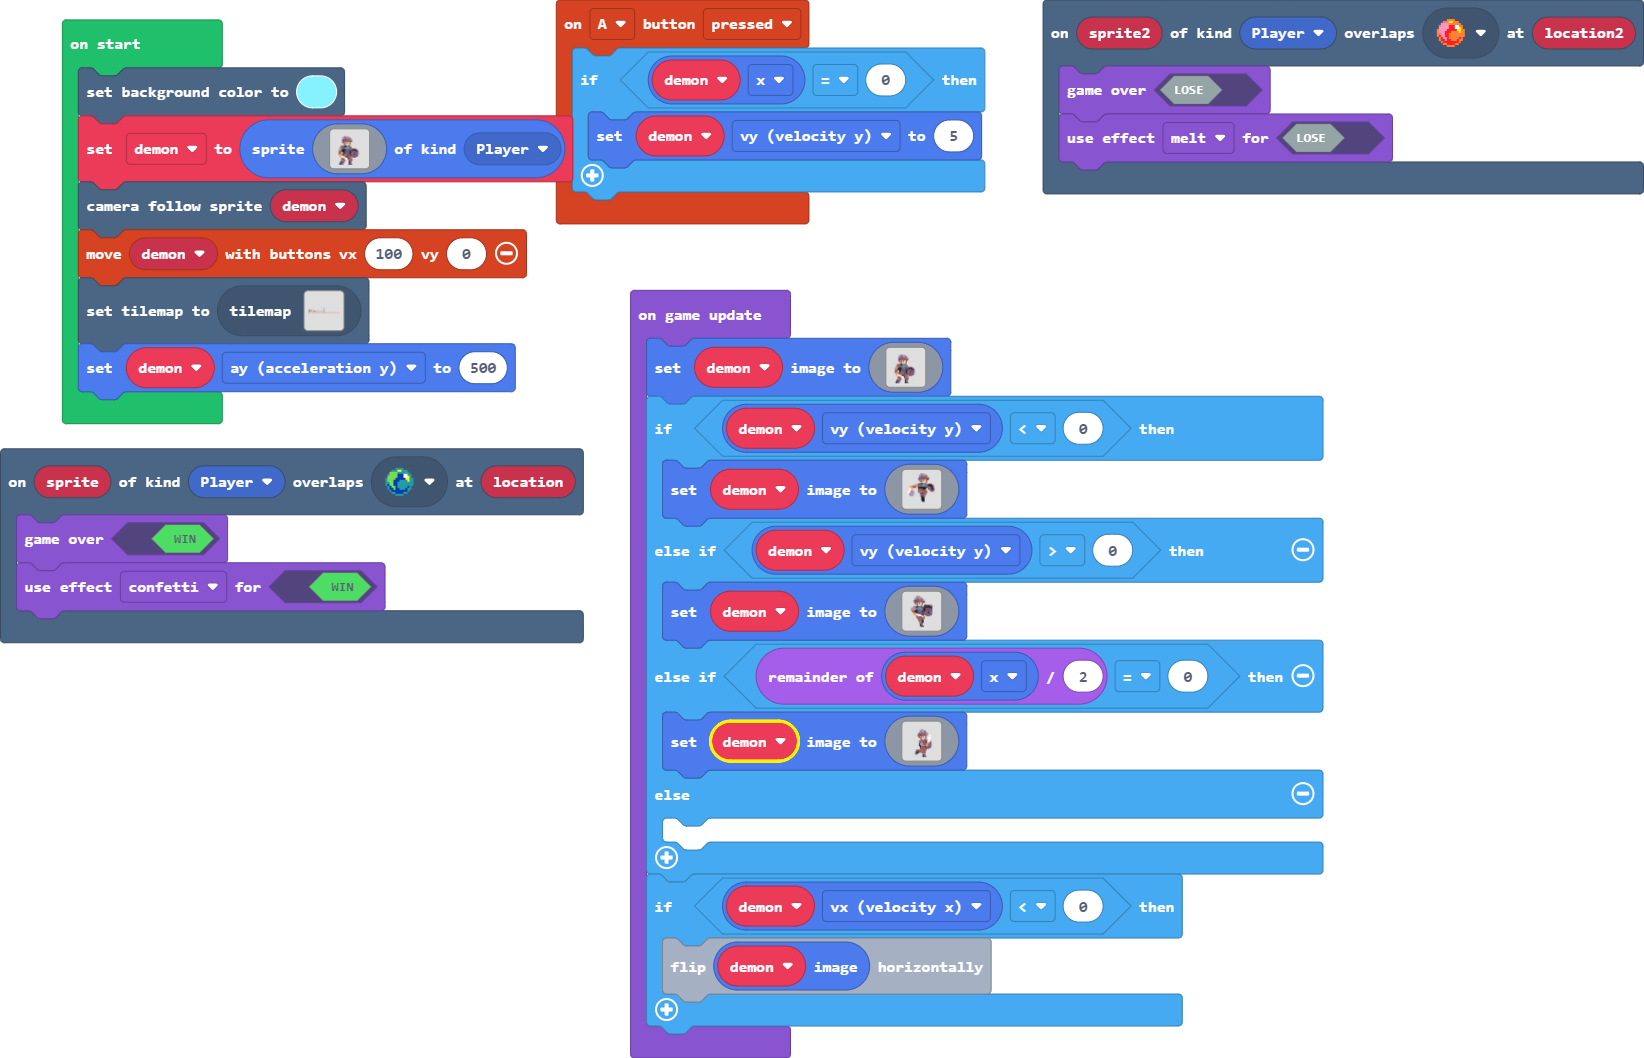 on start
set background color to
set demon to sprite of kind Player
camera follow sprite demon
move demon with buttons vx 100 vy 0
set tilemap to tilemap
set demon ay (acceleration y) to 500
on A button pressed
if demon x = 0 then
set demon vy (velocity y) to 5
on sprite2 of kind Player overlaps at location2
game over LOSE
use effect melt for LOSE
on sprite of kind Player overlaps at location
game over WIN
use effect confetti for WIN
on game update
set demon image to
if demon vy (velocity y) < 0 then
set demon image to
else if demon vy (velocity y) > 0 then
set demon image to
else if remainder of demon x / 2 = 0 then
set demon image to
else
if demon vx (velocity x) < 0 then
flip demon image horizontally